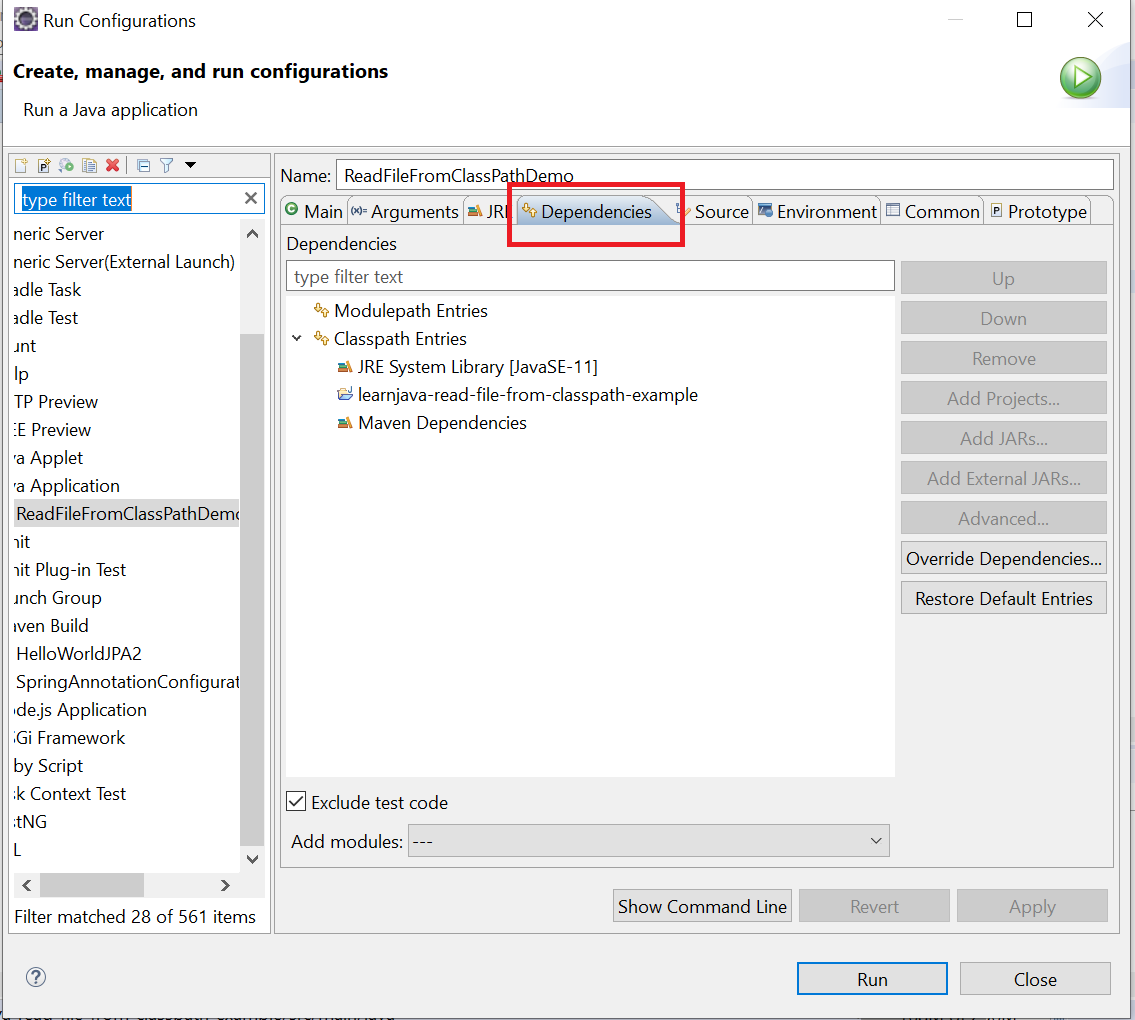 Run Configurations
Create, manage, and run configurations
Run a Java application
type filter text
neric Server
neric Server(External Launch)
adle Task
adle Test
unt
lp
TP Preview
EE Preview
va Applet
va Application
ReadFileFromClassPathDemo
nit
nit Plug-in Test
unch Group
aven Build
HelloWorldJPA2
SpringAnnotationConfigurat
de.js Application
Gi Framework
by Script
sk Context Test
stNG
L
Filter matched 28 of 561 items
Name: ReadFileFromClassPathDemo
Main (x)= Arguments JRE Dependencies Source Environment Common P Prototype
Dependencies
type filter text
Modulepath Entries
Classpath Entries
JRE System Library [JavaSE-11]
learnjava-read-file-from-classpath-example
Maven Dependencies
Up
Down
Remove
Add Projects...
Add JARs...
Add External JARs...
Advanced...
Override Dependencies...
Restore Default Entries
Exclude test code
Add modules: ---
Show Command Line Revert Apply
Run Close